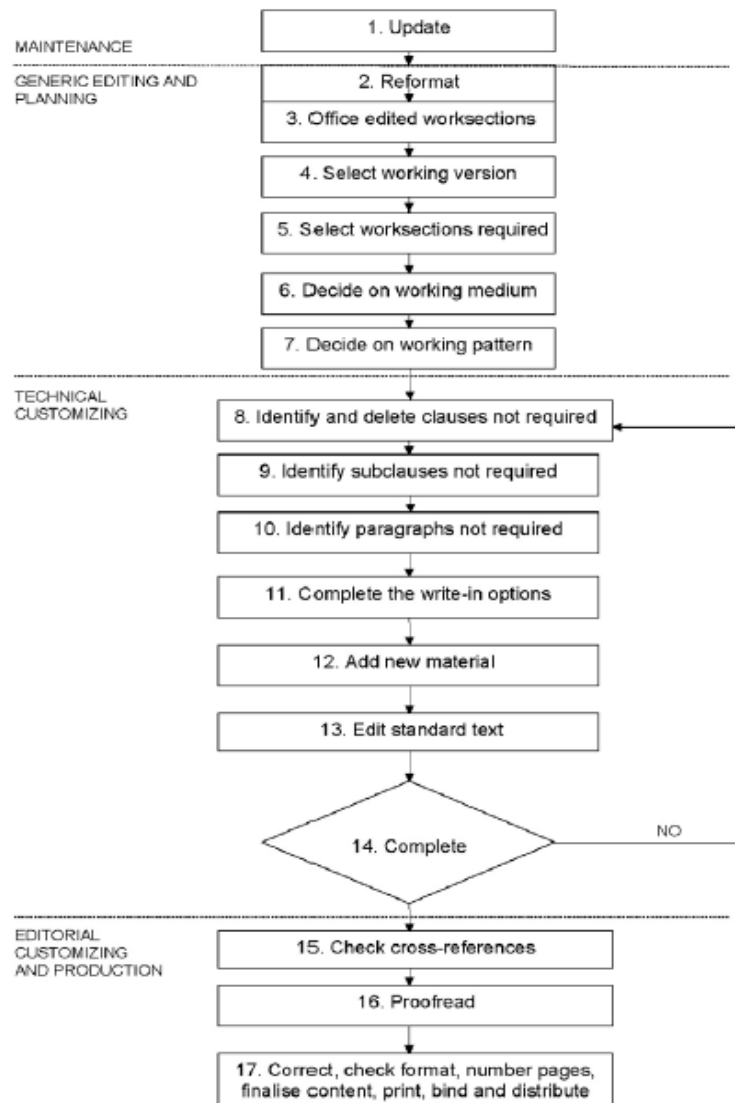 1. Update
MAINTENANCE
GENERIC EDITING AND
PLANNING
2. Reformat
3. Office edited worksections
4. Select working version
5. Select worksections required
6. Decide on working medium
7. Decide on working pattern
TECHNICAL
CUSTOMIZING
8. Identify and delete clauses not required
9. Identify subclauses not required
10. Identify paragraphs not required
11. Complete the write-in options
12. Add new material
13. Edit standard text
14. Complete
NO
EDITORIAL
CUSTOMIZING
AND PRODUCTION
15. Check cross-references
16. Proofread
17. Correct, check format, number pages,
finalise content, print, bind and distribute